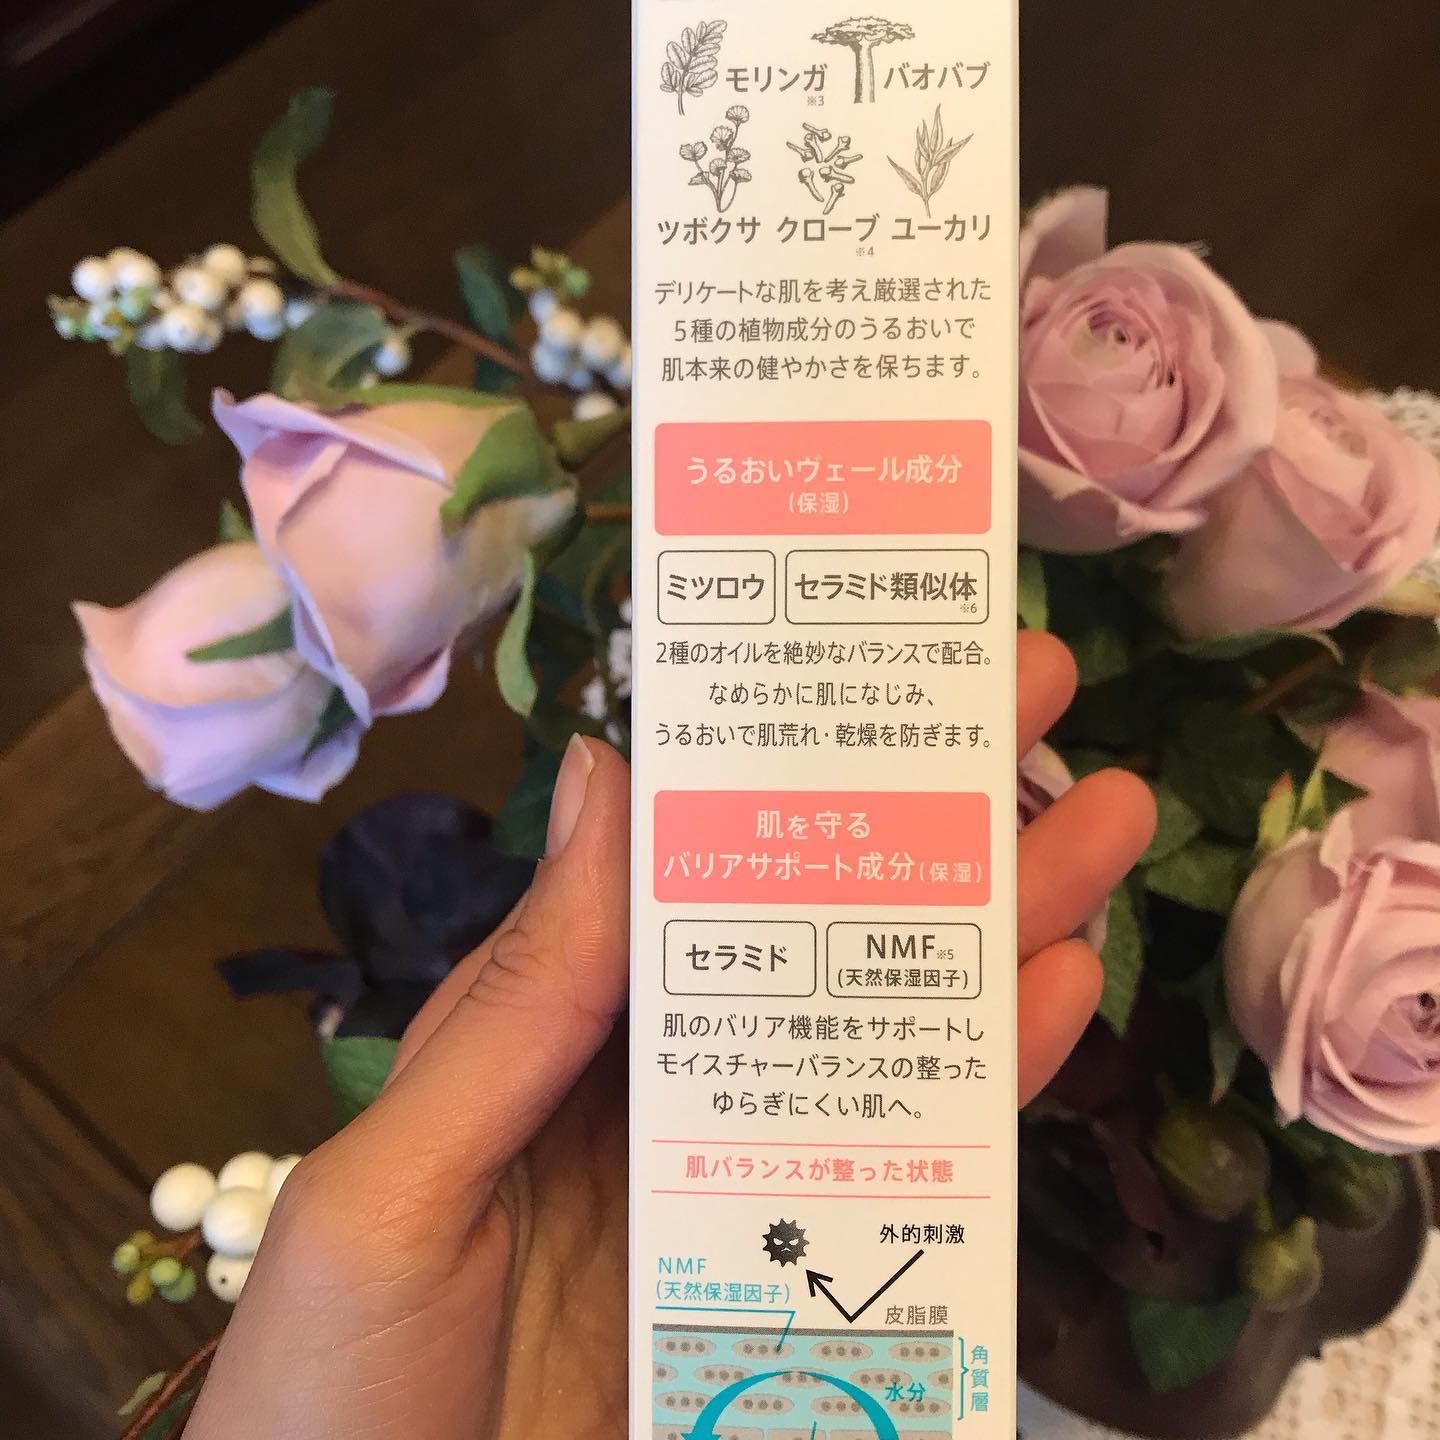 モリンガ※3 バオバブ
ツボクサ クローブ※4 ユーカリ
デリケートな肌を考え厳選された
5種の植物成分のうるおいで
肌本来の健やかさを保ちます。
うるおいヴェール成分
(保湿)
ミツロウ セラミド類似体※6
2種のオイルを絶妙なバランスで配合。
なめらかに肌になじみ、
うるおいで肌荒れ・乾燥を防ぎます。
肌を守る
バリアサポート成分(保湿)
セラミド NMF※5
(天然保湿因子)
肌のバリア機能をサポートし
モイスチャーバランスの整った
ゆらぎにくい肌へ。
肌バランスが整った状態
外的刺激
NMF
(天然保湿因子)
皮脂膜
角質層
水分